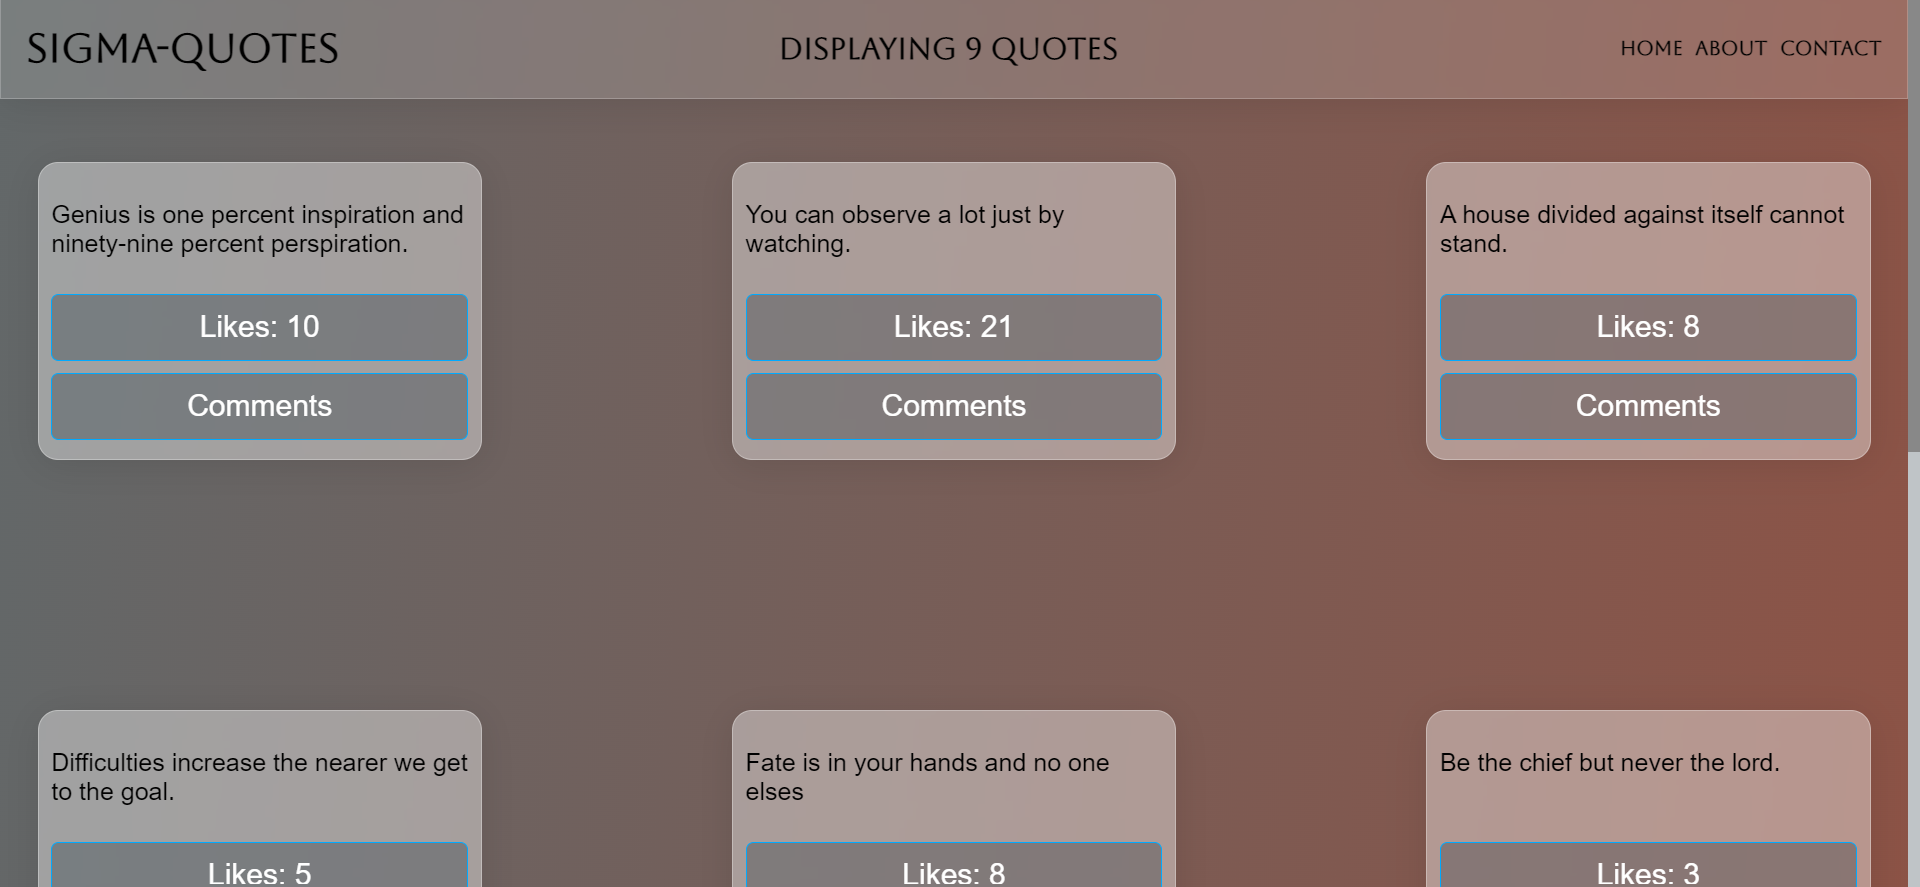 SIGMA-QUOTES
DISPLAYING 9 QUOTES
HOME ABOUT CONTACT
Genius is one percent inspiration and
ninety-nine percent perspiration.
Likes: 10
Comments
You can observe a lot just by
watching.
Likes: 21
Comments
A house divided against itself cannot
stand.
Likes: 8
Comments
Difficulties increase the nearer we get
to the goal.
Likes: 5
Fate is in your hands and no one
elses
Likes: 8
Be the chief but never the lord.
Likes: 3